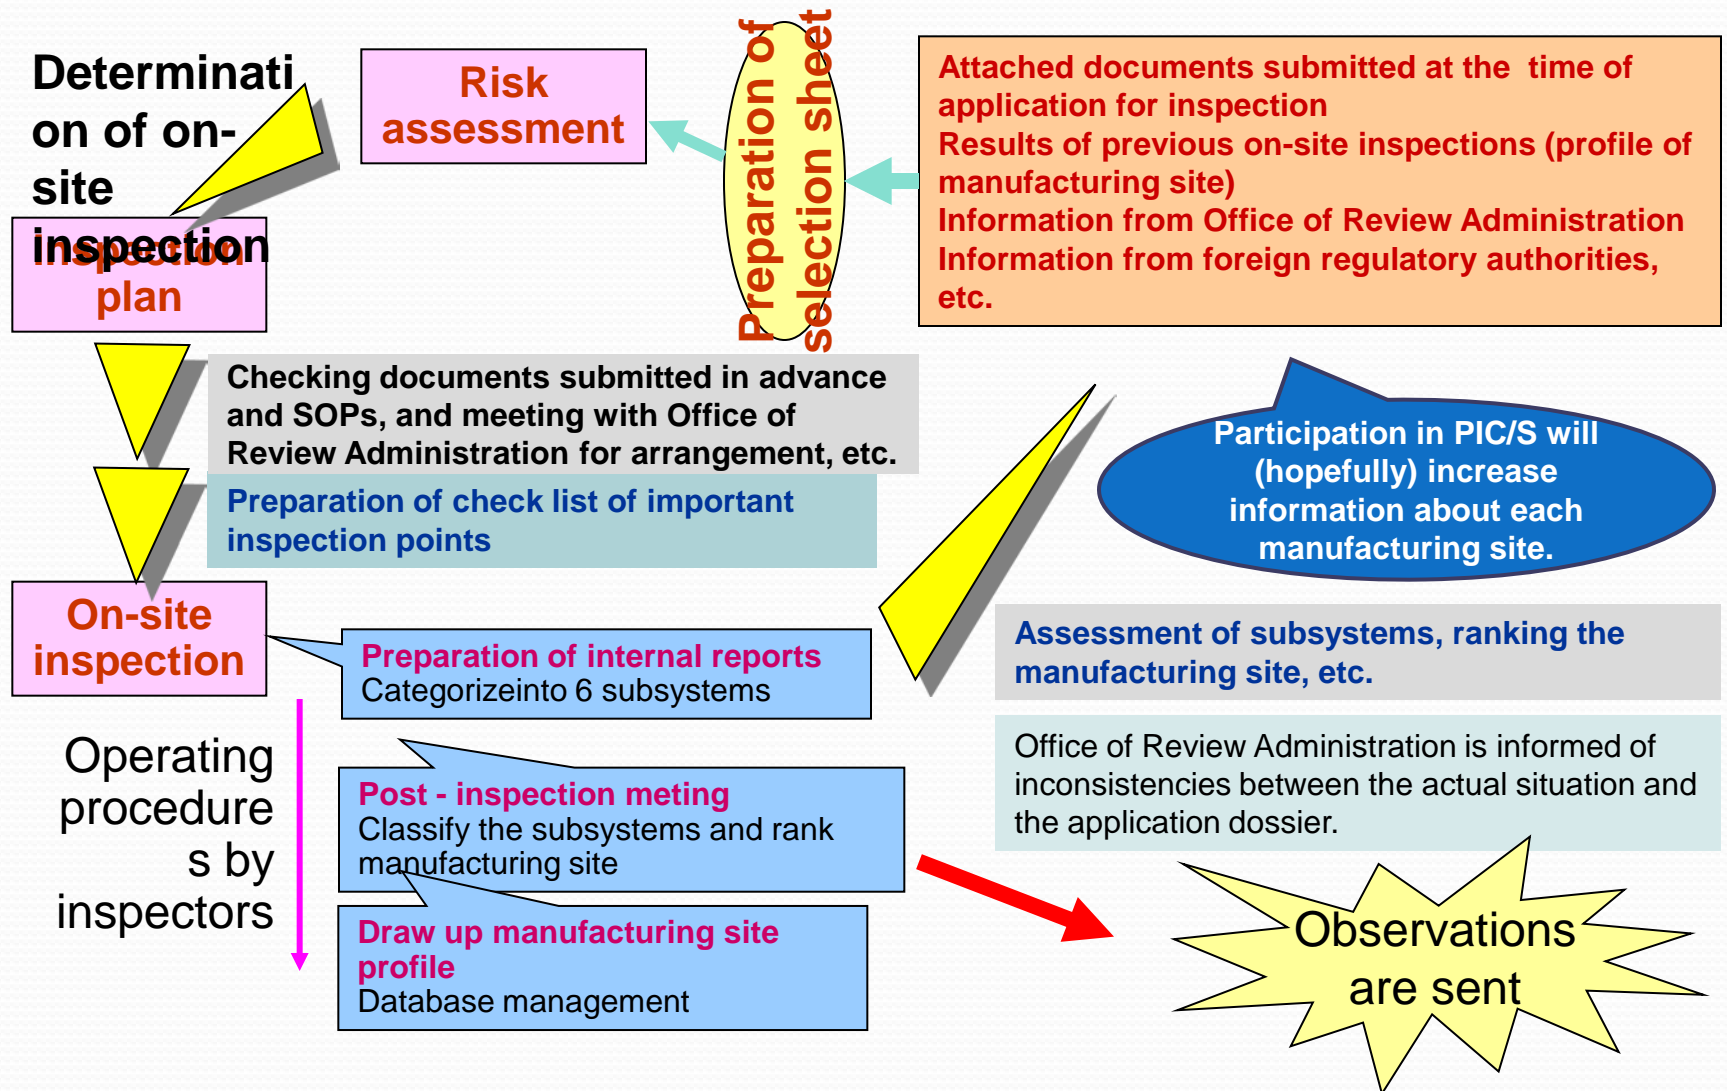 Determinati
on of on-
site
inspection
Risk
assessment
Preparation of
selection sheet
Attached documents submitted at the time of
application for inspection
Results of previous on-site inspections (profile of
manufacturing site)
Information from Office of Review Administration
Information from foreign regulatory authorities,
etc.
Inspection
plan
Checking documents submitted in advance
and SOPs, and meeting with Office of
Review Administration for arrangement, etc.
Preparation of check list of important
inspection points
Participation in PIC/S will
(hopefully) increase
information about each
manufacturing site.
On-site
inspection
Preparation of internal reports
Categorizeinto 6 subsystems
Assessment of subsystems, ranking the
manufacturing site, etc.
Operating
procedure
s by
inspectors
Post - inspection meting
Classify the subsystems and rank
manufacturing site
Office of Review Administration is informed of
inconsistencies between the actual situation and
the application dossier.
Draw up manufacturing site
profile
Database management
Observations
are sent